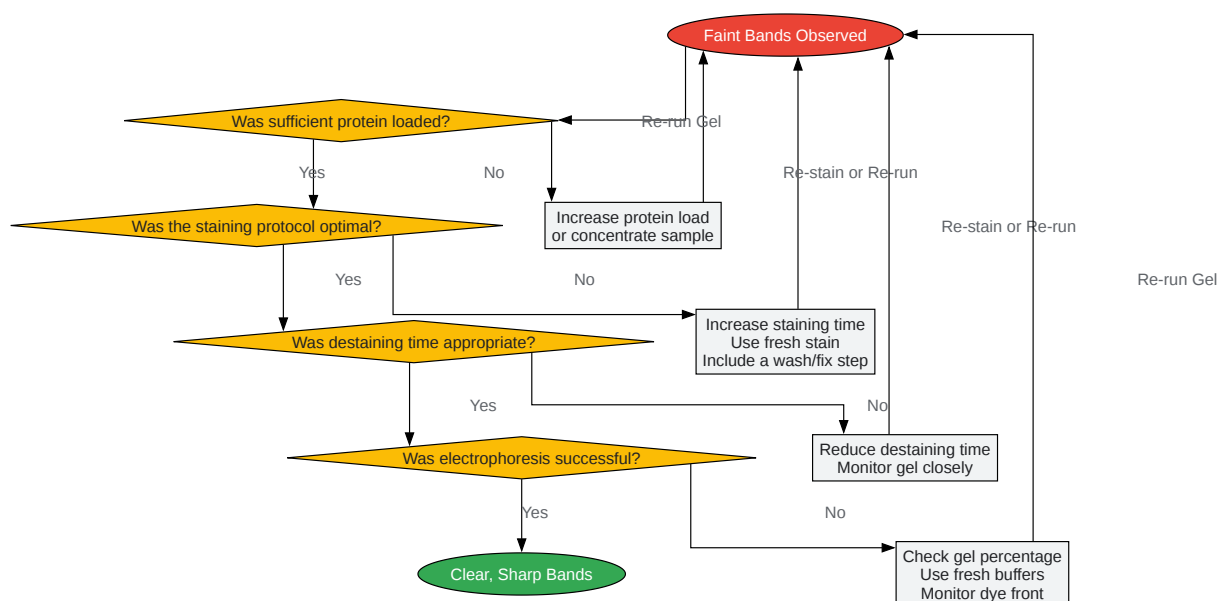 Faint Bands Observed
Was sufficient protein loaded?
Re-run Gel
Yes
No
Re-stain or Re-run
Increase protein load
or concentrate sample
Was the staining protocol optimal?
Re-stain or Re-run
Yes
No
Re-run Gel
Increase staining time
Use fresh stain
Include a wash/fix step
Was destaining time appropriate?
Yes
No
Reduce destaining time
Monitor gel closely
Was electrophoresis successful?
Yes
No
Check gel percentage
Use fresh buffers
Monitor dye front
Clear, Sharp Bands